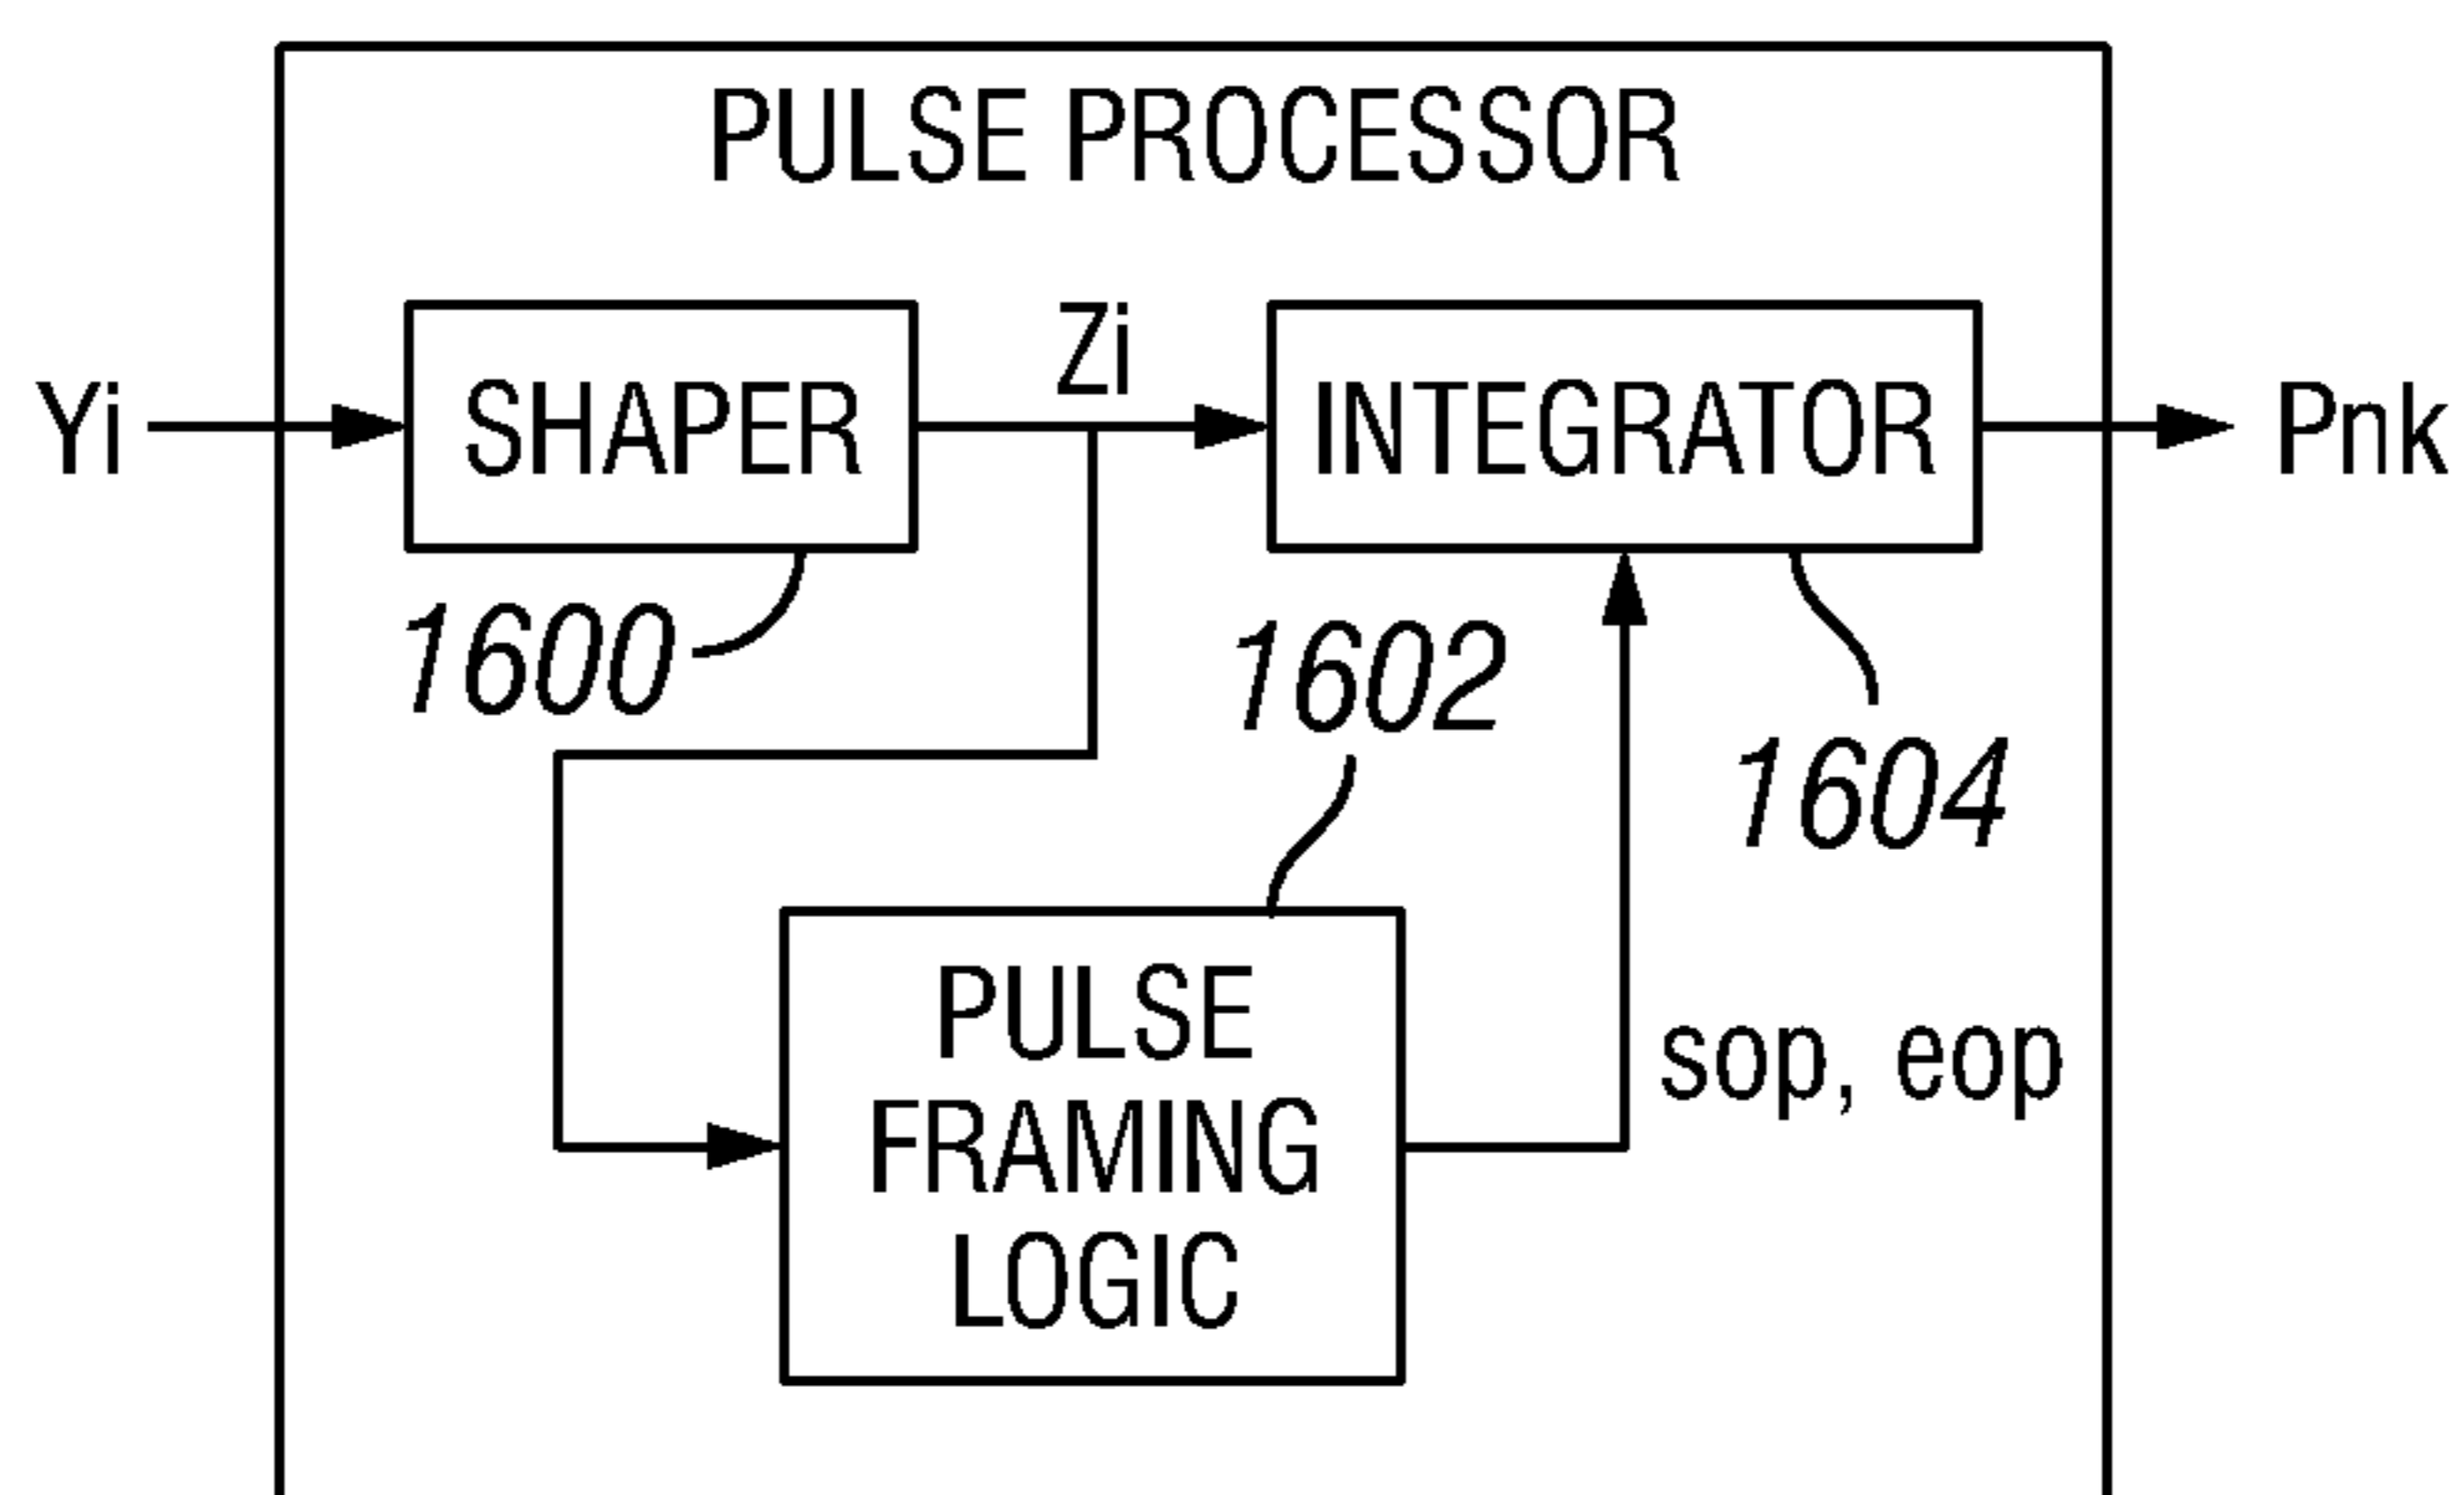 PULSE PROCESSOR
Yi
SHAPER
Zi
INTEGRATOR
Pnk
1600
1602
1604
PULSE
FRAMING
LOGIC
sop, eop